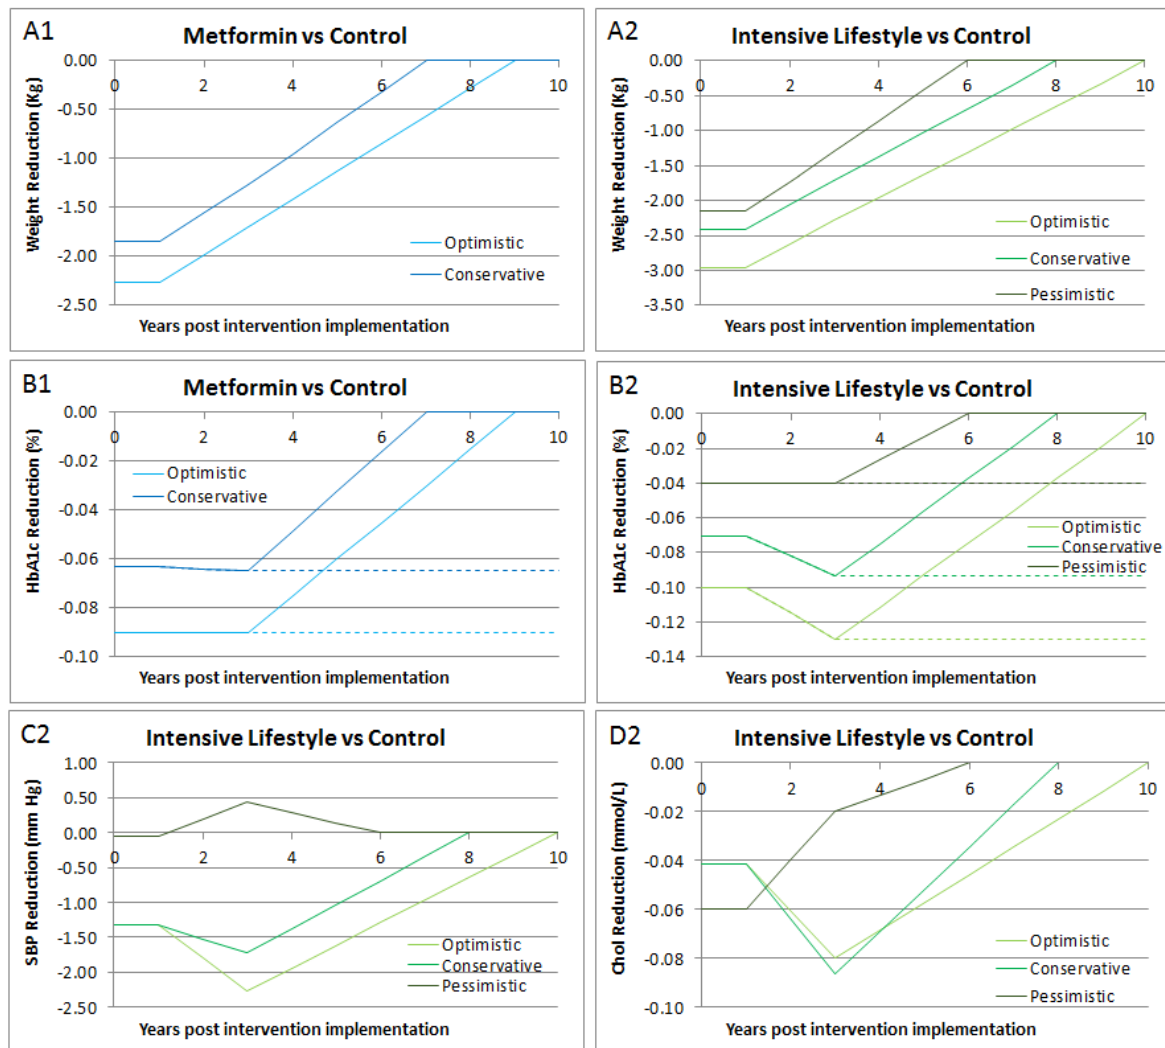 A1
Metformin vs Control
Weight Reduction (Kg)
0.00
-0.50
-1.00
-1.50
-2.00
-2.50
0 2 4 6 8 10
Optimistic
Conservative
Years post intervention implementation
A2
Intensive Lifestyle vs Control
Weight Reduction (Kg)
0.00
-0.50
-1.00
-1.50
-2.00
-2.50
-3.00
-3.50
0 2 4 6 8 10
Optimistic
Conservative
Pessimistic
Years post intervention implementation
B1
Metformin vs Control
HbA1c Reduction (%)
0.00
-0.02
-0.04
-0.06
-0.08
-0.10
0 2 4 6 8 10
Optimistic
Conservative
Years post intervention implementation
B2
Intensive Lifestyle vs Control
HbA1c Reduction (%)
0.00
-0.02
-0.04
-0.06
-0.08
-0.10
-0.12
-0.14
0 2 4 6 8 10
Optimistic
Conservative
Pessimistic
Years post intervention implementation
C2
Intensive Lifestyle vs Control
SBP Reduction (mm Hg)
1.00
0.50
0.00
-0.50
-1.00
-1.50
-2.00
-2.50
0 2 4 6 8 10
Optimistic
Conservative
Pessimistic
Years post intervention implementation
D2
Intensive Lifestyle vs Control
Chol Reduction (mmol/L)
0.00
-0.02
-0.04
-0.06
-0.08
-0.10
0 2 4 6 8 10
Optimistic
Conservative
Pessimistic
Years post intervention implementation